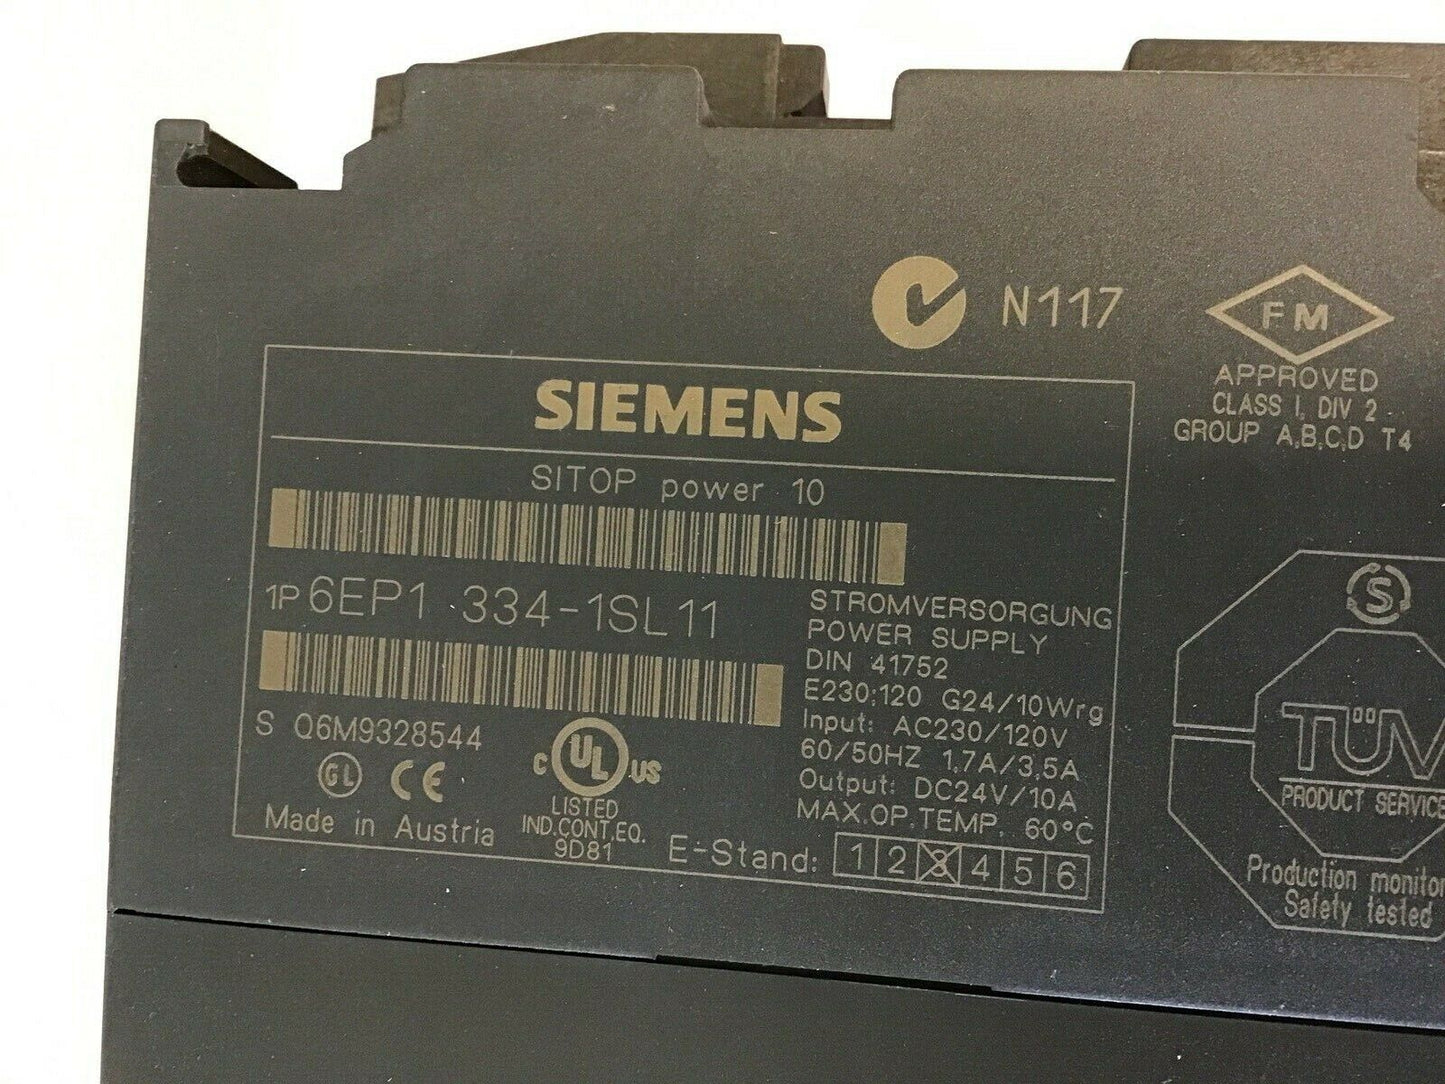 N117
FM
APPROVED
CLASS I, DIV 2
GROUP A,B,C,D T4
SIEMENS
SITOP power 10
1P 6EP1 334-1SL11
S Q6M9328544
GL CE
Made in Austria
C UL US
LISTED
IND.CONT.EQ.
9D81
STROMVERSORGUNG
POWER SUPPLY
DIN 41752
E230;120 G24/10Wrg
Input: AC230/120V
60/50HZ 1,7A/3,5A
Output: DC24V/10A
MAX.OP.TEMP. 60°C
E-Stand: 1 2 3 4 5 6
S
TÜV
PRODUCT SERVICE
Production monitor
Safety tested